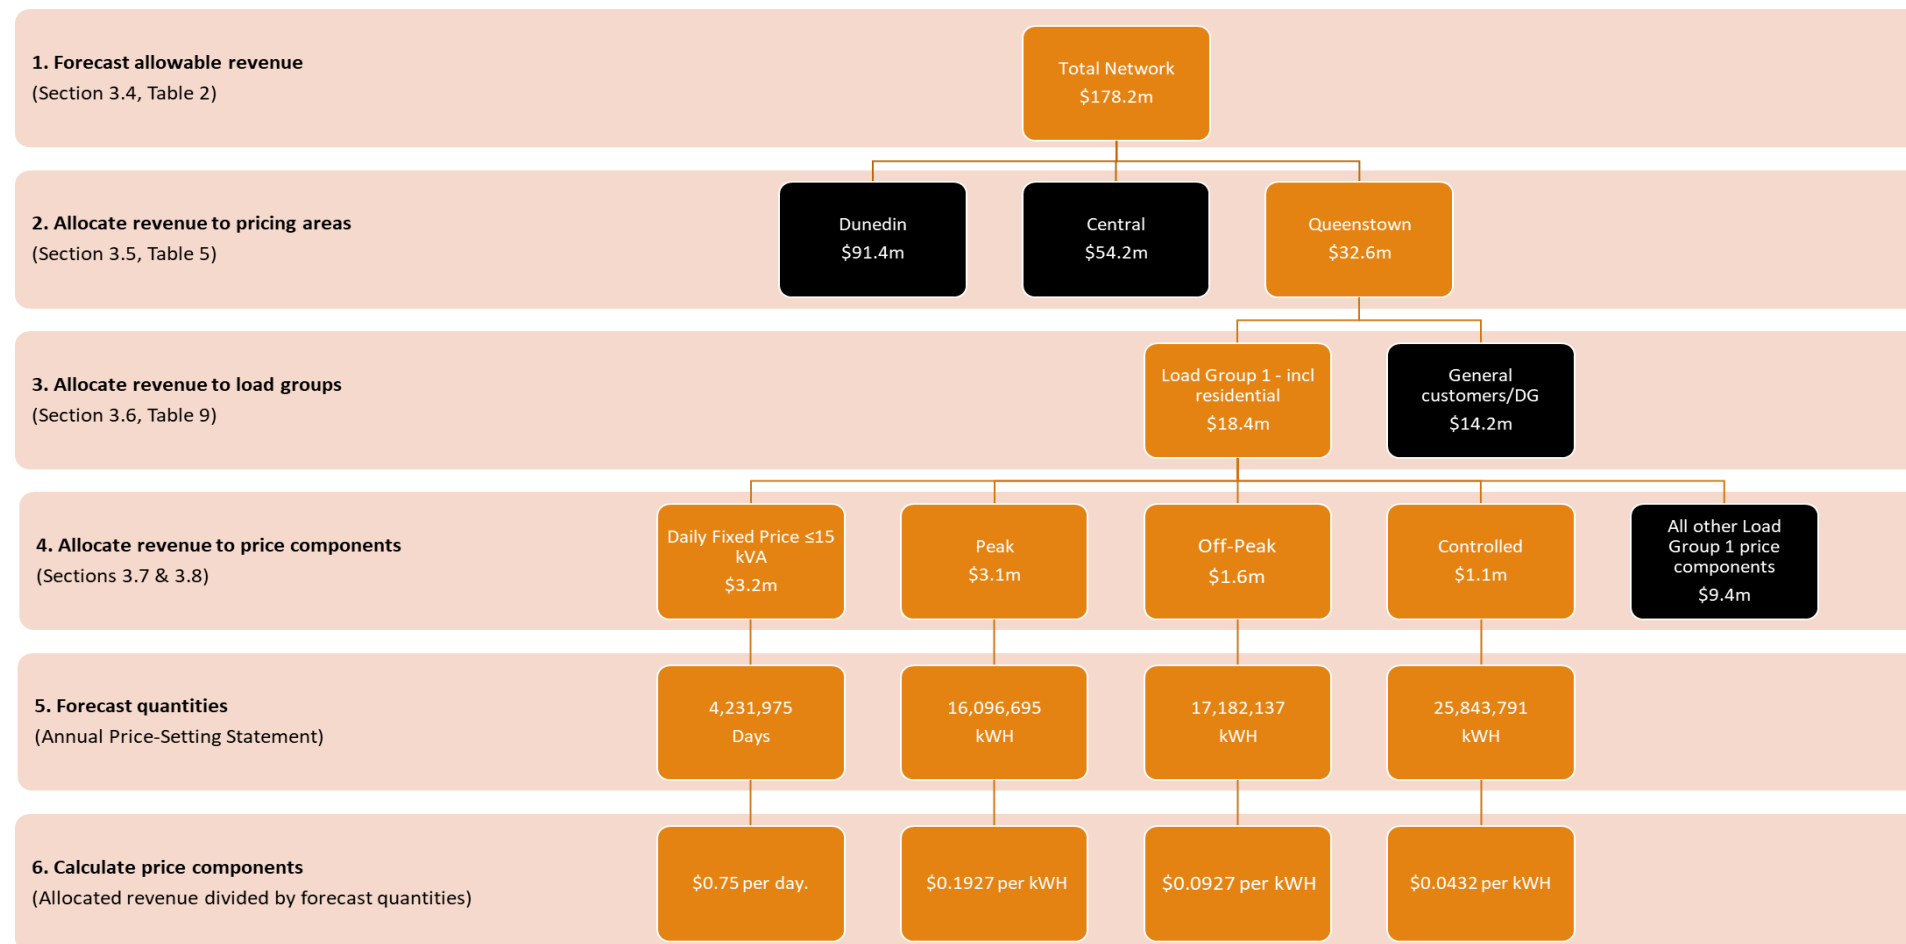 1. Forecast allowable revenue
(Section 3.4, Table 2)
Total Network
$178.2m
2. Allocate revenue to pricing areas
(Section 3.5, Table 5)
Dunedin
$91.4m
Central
$54.2m
Queenstown
$32.6m
3. Allocate revenue to load groups
(Section 3.6, Table 9)
Load Group 1 - incl
residential
$18.4m
General
customers/DG
$14.2m
4. Allocate revenue to price components
(Sections 3.7 & 3.8)
Daily Fixed Price ≤15
kVA
$3.2m
Peak
$3.1m
Off-Peak
$1.6m
Controlled
$1.1m
All other Load
Group 1 price
components
$9.4m
5. Forecast quantities
(Annual Price-Setting Statement)
4,231,975
Days
16,096,695
kWH
17,182,137
kWH
25,843,791
kWH
6. Calculate price components
(Allocated revenue divided by forecast quantities)
$0.75 per day.
$0.1927 per kWH
$0.0927 per kWH
$0.0432 per kWH